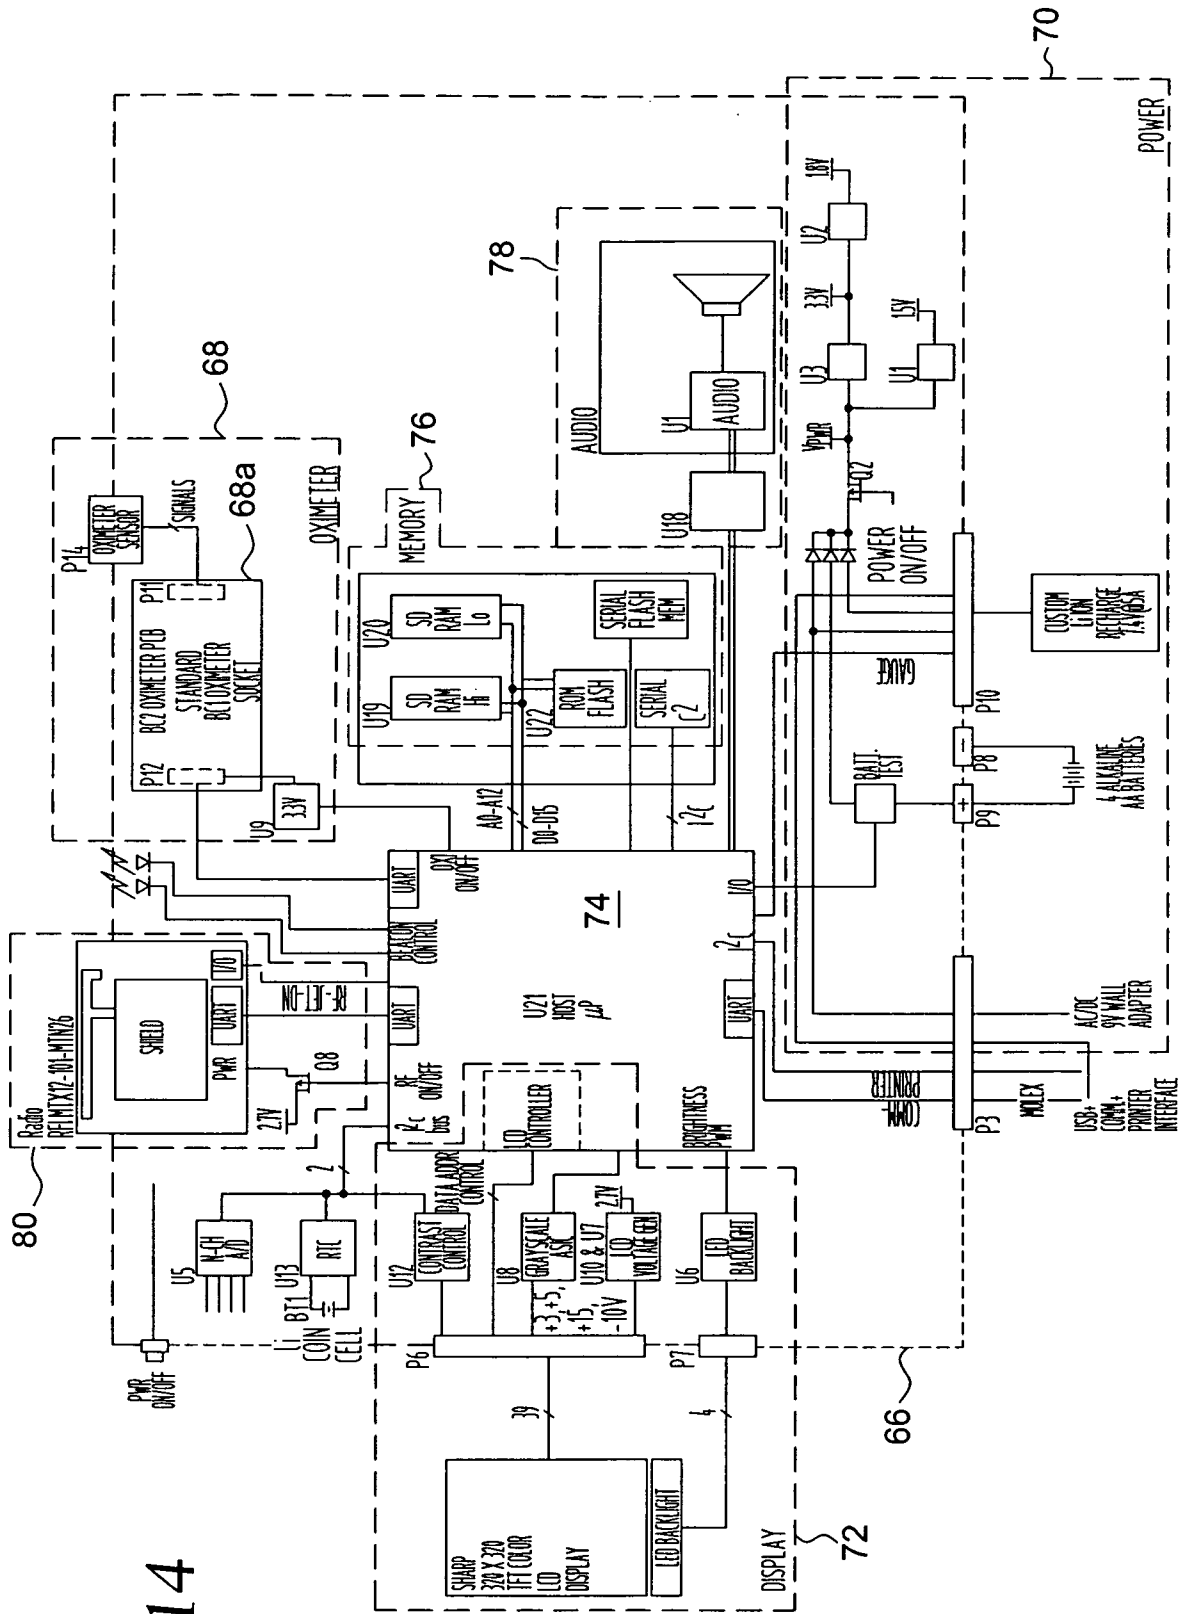 14
80
Radio
RFIMTX12-101-MTN26
SHIELD
PWR
UART
I/O
2.7V
Q8
RF-JET-DN
PWR
ON/OFF
U5
N-CH
A/D
U13
RTC
BT1
Li
COIN
CELL
2
68
OXIMETER
P14
OXIMETER
SENSOR
SIGNALS
68a
P12
P11
BC2 OXIMETER PCB
STANDARD
BC1 OXIMETER
SOCKET
U9
3.3V
I2C
bus
RF
ON/OFF
UART
BEACON
CONTROL
UART
OXI
ON/OFF
LCD
CONTROLLER
U21
HOST
µP
74
BRIGHTNESS
PWM
UART
I2C
I/O
A0-A12
D0-D15
I2C
76
MEMORY
U19
SD
RAM
Hi
U20
SD
RAM
Lo
U22
ROM
FLASH
SERIAL
FLASH
MEM
SERIAL
C2
78
AUDIO
U18
U1
AUDIO
72
DISPLAY
SHARP
320 X 320
TFT COLOR
LCD
DISPLAY
LED BACKLIGHT
39
4
P6
P7
U12
CONTRAST
CONTROL
DATA ADDR
CONTROL
U8
GRAYSCALE
ASIC
+3,+5,
+15,
-10V
U10 & U7
LCD
VOLTAGE GEN
2.7V
U6
LED
BACKLIGHT
66
70
POWER
COMM-
PRINTER
P3
MOLEX
USB+
COMM+
PRINTER
INTERFACE
AC/DC
9V WALL
ADAPTER
BATT.
TEST
P9
+
P8
-
4 ALKALINE
AA BATTERIES
GAUGE
P10
CUSTOM
LiION
RECHARGE
POWER
ON/OFF
Q2
VPWR
U3
3.3V
U2
1.8V
U1
1.5V